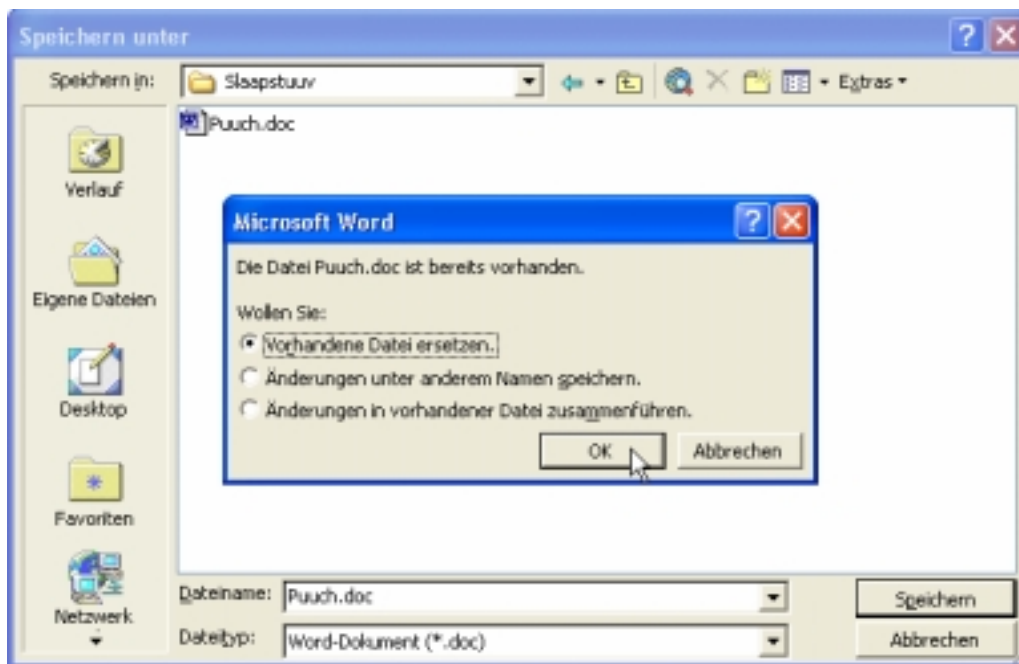 Speichern unter
Speichern in:
Slaapstuuv
Extras
Puuch.doc
Verlauf
Eigene Dateien
Desktop
Favoriten
Netzwerk
Microsoft Word
Die Datei Puuch.doc ist bereits vorhanden.
Wollen Sie:
Vorhandene Datei ersetzen.
Änderungen unter anderem Namen speichern.
Änderungen in vorhandener Datei zusammenführen.
OK
Abbrechen
Dateiname:
Puuch.doc
Speichern
Dateityp:
Word-Dokument (*.doc)
Abbrechen